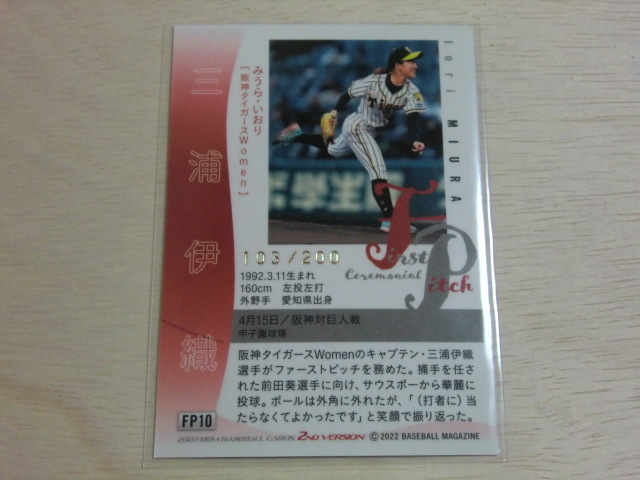 三浦伊織
みうら・いおり
[阪神タイガースWomen]
Iori MIURA
Tigers
First
Ceremonial
Pitch
103/200
1992.3.11生まれ
160cm 左投左打
外野手 愛知県出身
4月15日/阪神対巨人戦
甲子園球場
阪神タイガースWomenのキャプテン・三浦伊織
選手がファーストピッチを務めた。捕手を任さ
れた前田葵選手に向け、サウスポーから華麗に
投球。ボールは外角に外れたが、「(打者に)当
たらなくてよかったです」と笑顔で振り返った。
FP10
2022 BBM BASEBALL CARDS 2ND VERSION © 2022 BASEBALL MAGAZINE